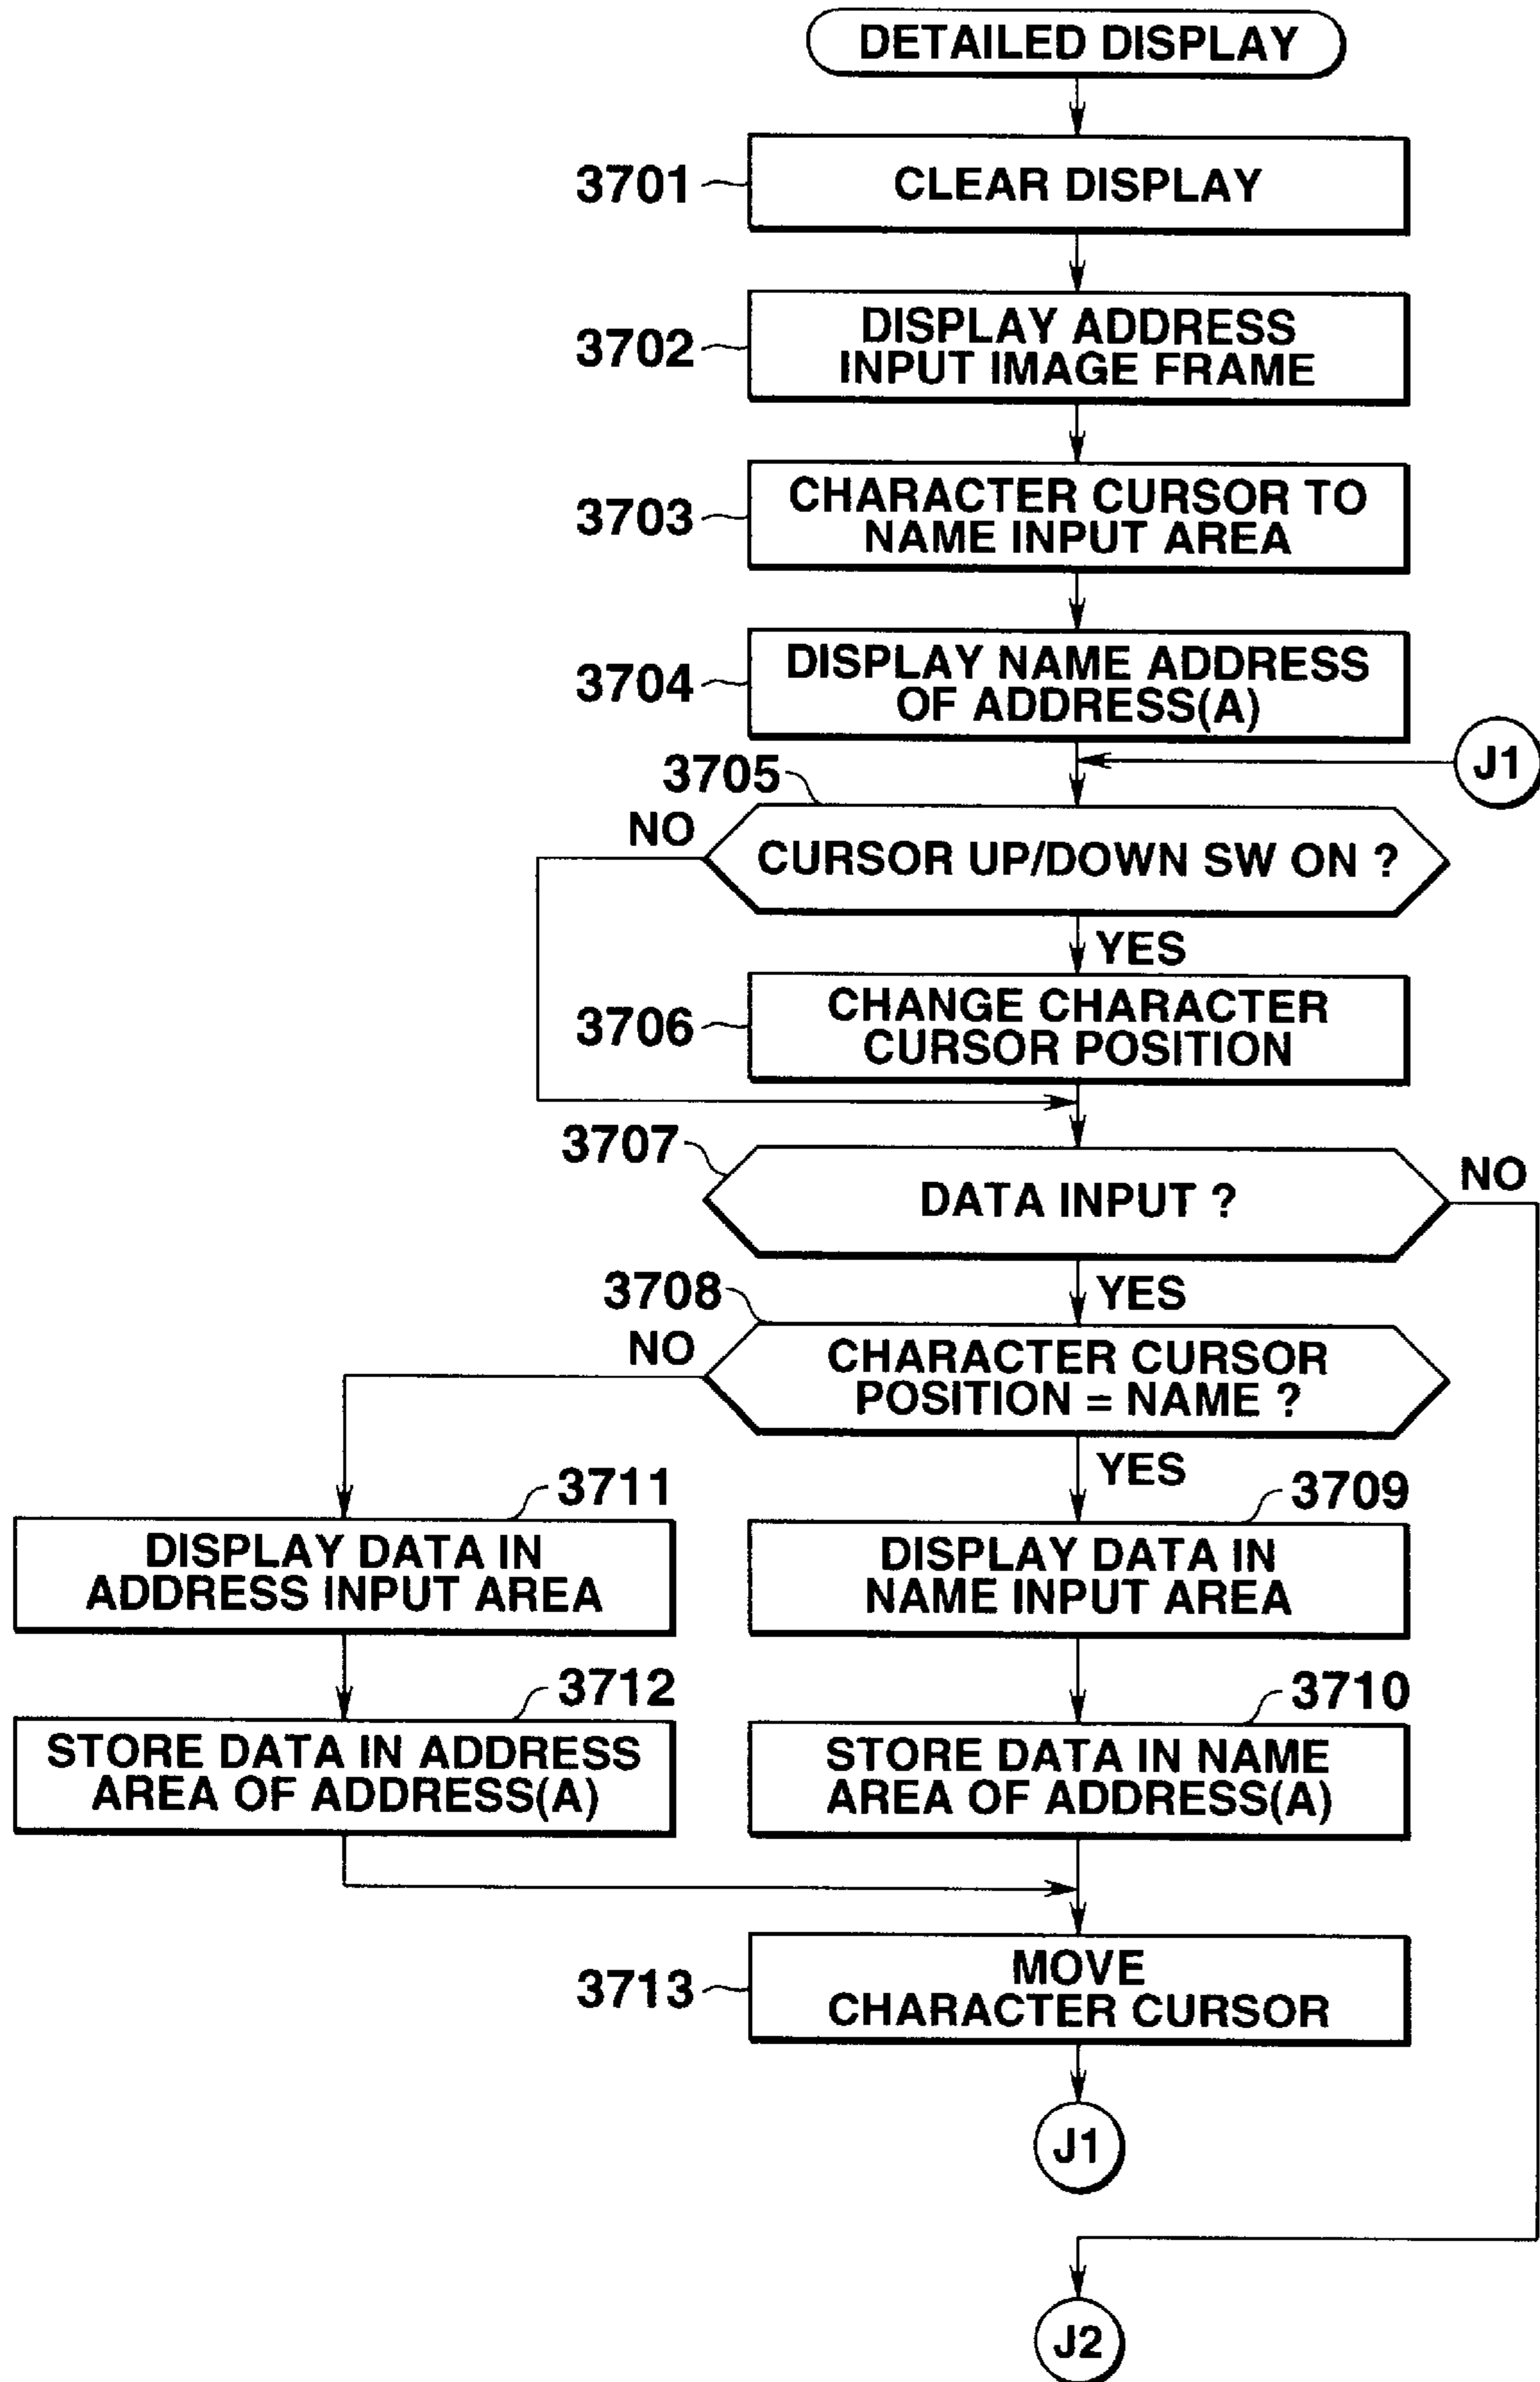 DETAILED DISPLAY
3701
CLEAR DISPLAY
3702
DISPLAY ADDRESS
INPUT IMAGE FRAME
3703
CHARACTER CURSOR TO
NAME INPUT AREA
3704
DISPLAY NAME ADDRESS
OF ADDRESS(A)
J1
3705
NO
CURSOR UP/DOWN SW ON ?
YES
3706
CHANGE CHARACTER
CURSOR POSITION
3707
DATA INPUT ?
NO
YES
3708
NO
CHARACTER CURSOR
POSITION = NAME ?
YES
3711
DISPLAY DATA IN
ADDRESS INPUT AREA
3709
DISPLAY DATA IN
NAME INPUT AREA
3712
STORE DATA IN ADDRESS
AREA OF ADDRESS(A)
3710
STORE DATA IN NAME
AREA OF ADDRESS(A)
3713
MOVE
CHARACTER CURSOR
J1
J2